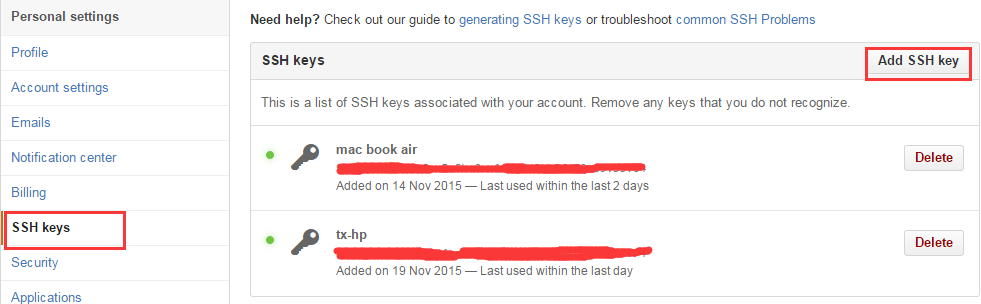 Personal settings
Profile
Account settings
Emails
Notification center
Billing
SSH keys
Security
Applications
Need help? Check out our guide to generating SSH keys or troubleshoot common SSH Problems
SSH keys
Add SSH key
This is a list of SSH keys associated with your account. Remove any keys that you do not recognize.
mac book air
Added on 14 Nov 2015 — Last used within the last 2 days
Delete
tx-hp
Added on 19 Nov 2015 — Last used within the last day
Delete